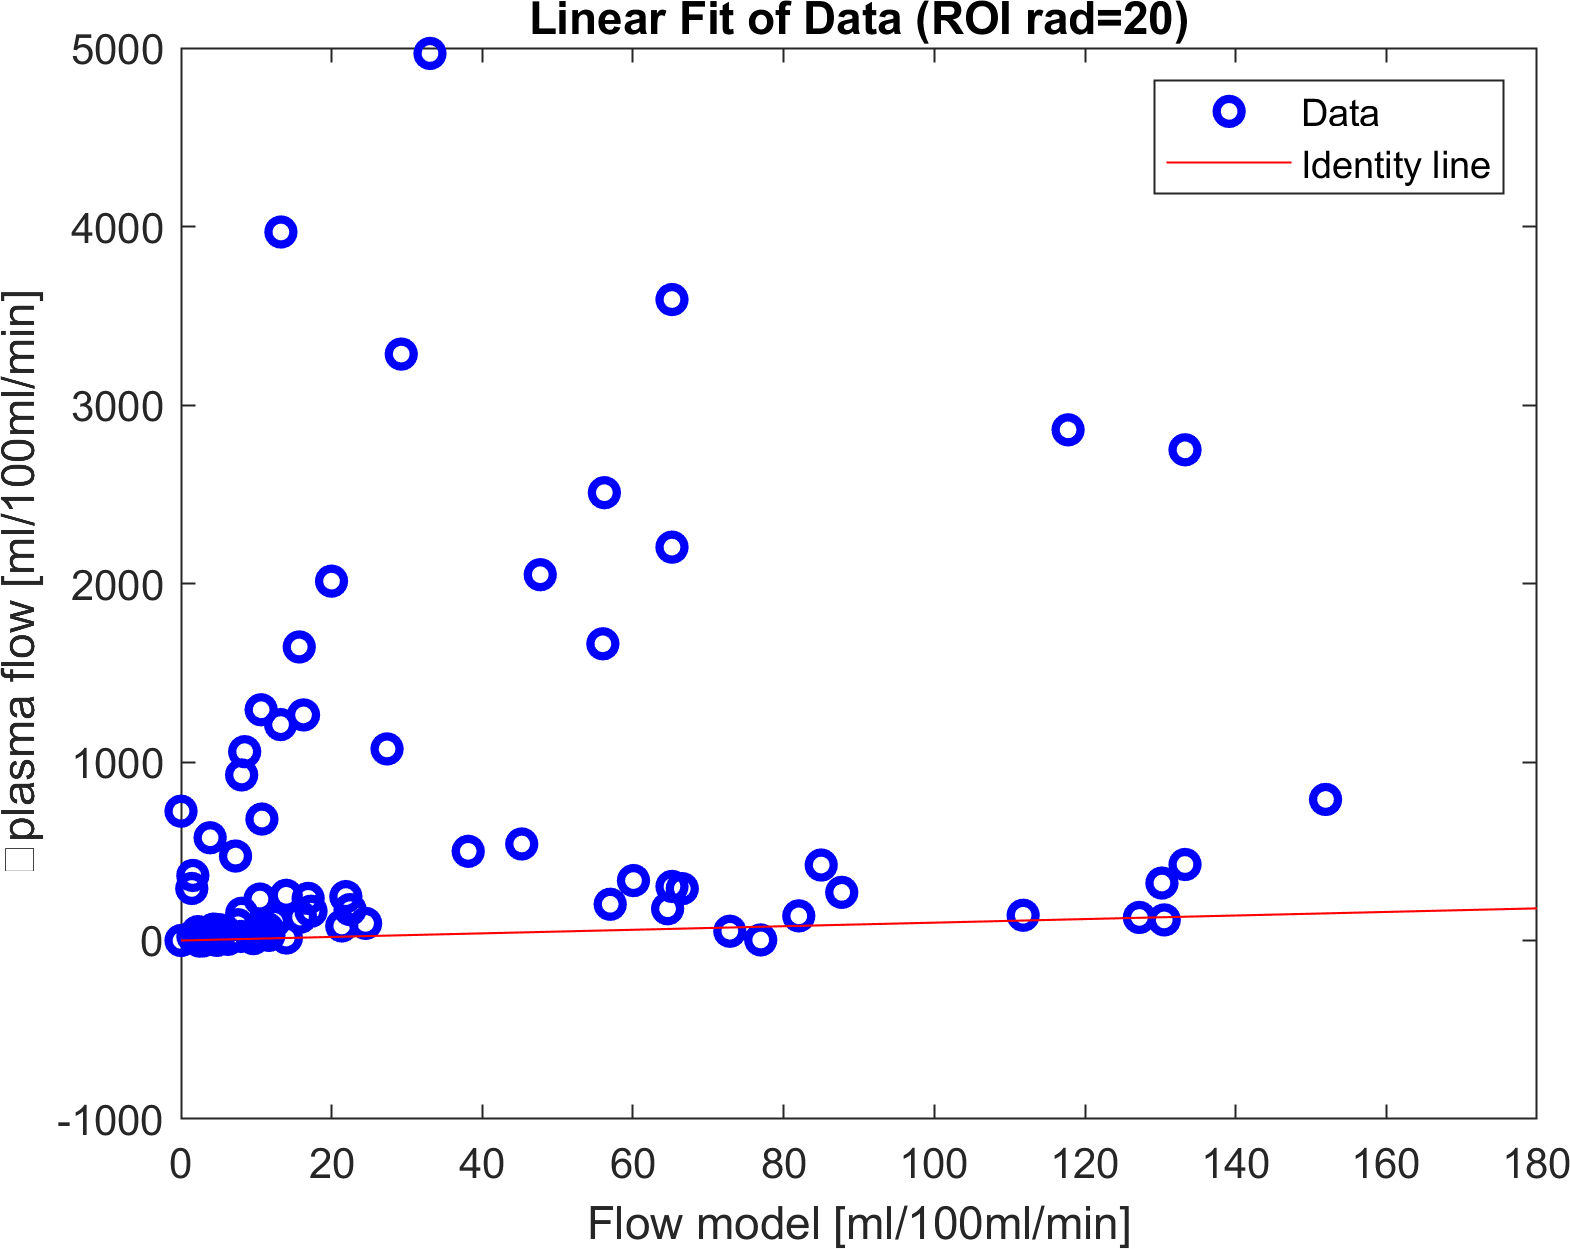 Linear Fit of Data (ROI rad=20)
5000
4000
3000
2000
1000
0
-1000
□plasma flow [ml/100ml/min]
Data
Identity line
0 20 40 60 80 100 120 140 160 180
Flow model [ml/100ml/min]